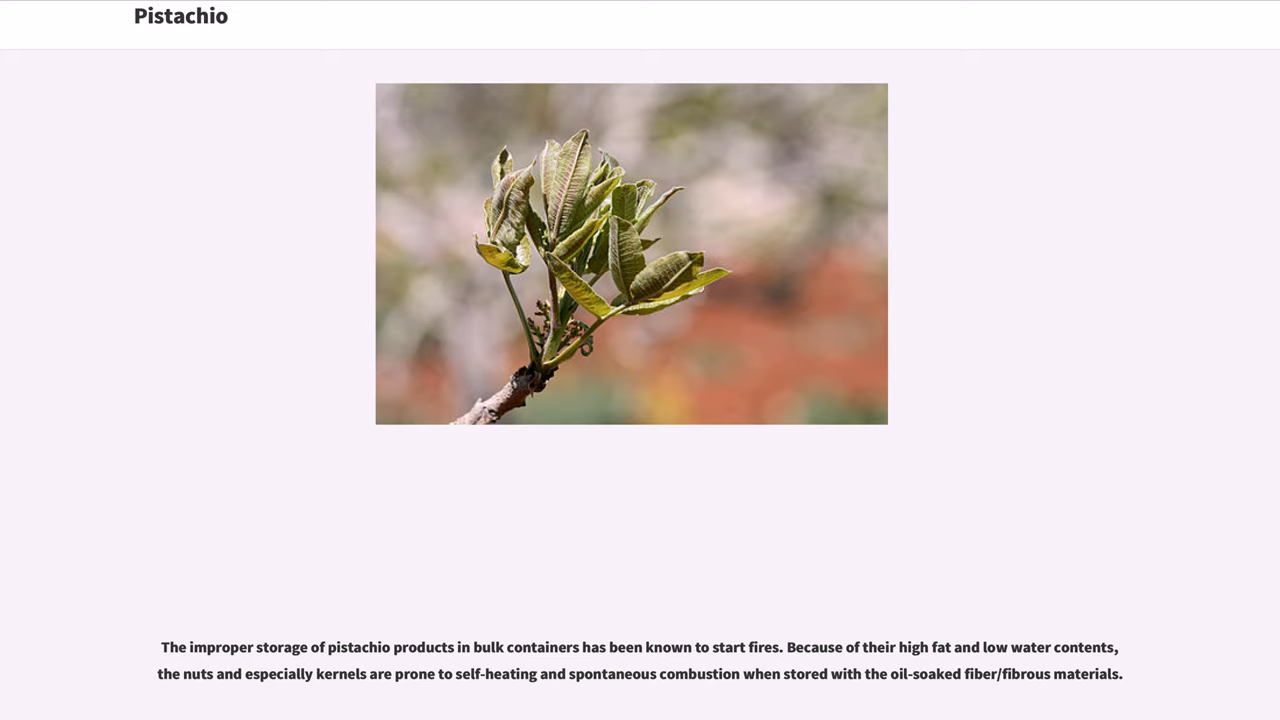 Pistachio
The improper storage of pistachio products in bulk containers has been known to start fires. Because of their high fat and low water contents,
the nuts and especially kernels are prone to self-heating and spontaneous combustion when stored with the oil-soaked fiber/fibrous materials.